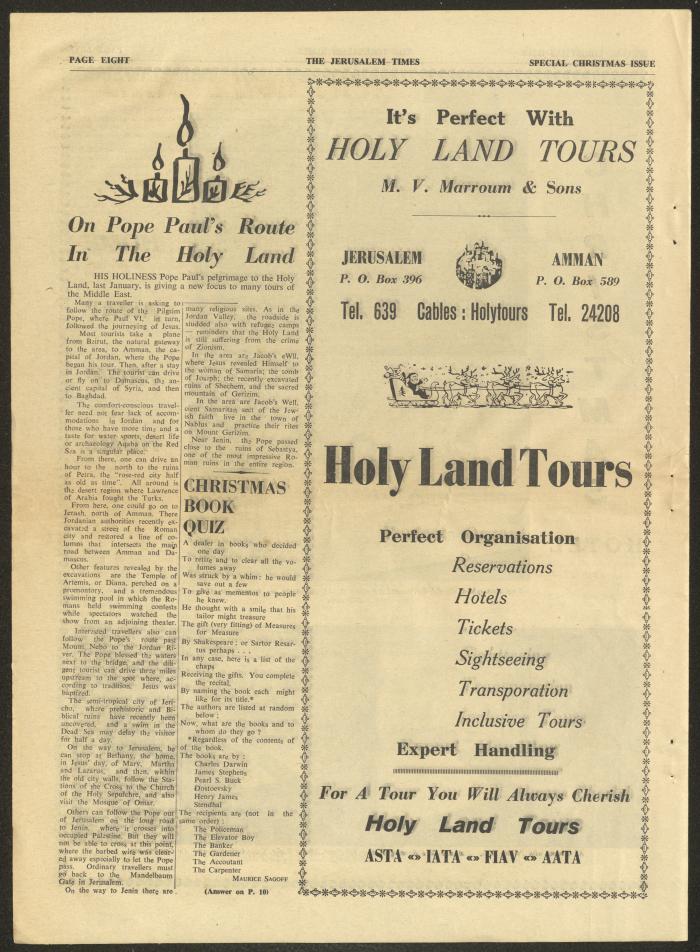 PAGE EIGHT
THE JERUSALEM TIMES
SPECIAL CHRISTMAS ISSUE
On Pope Paul's Route
In The Holy Land
HIS HOLINESS Pope Paul's pelgrimage to the Holy
Land, last January, is giving a new focus to many tours of
the Middle East.
Many a traveller is asking to
follow the route of the Pilgrim
Pope, where Paul VI, in turn,
followed the journeying of Jesus.
Most tourists take a plane
from Beirut, the natural gateway
to the area, to Amman, the ca-
pital of Jordan, where the Pope
began his tour. Then, after a stay
in Jordan. The tourist can drive
or fly on to Damascus, the an-
cient capital of Syria, and then
to Baghdad.
The comfort-conscious travel-
ler need not fear lack of accom-
modations in Jordan and for
those who have more time and a
taste for water sports, desert life
or archaeology Aqaba on the Red
Sea is a singular place.
From there, one can drive an
hour to the north to the ruins
of Petra, the "rose-red city half
as old as time". All around is
the desert region where Lawrence
of Arabia fought the Turks.
From here, one could go on to
Jerash, north of Amman. There
Jordanian authorities recently ex-
cavated a street of the Roman
city and restored a line of co-
lumns that intersects the main
road between Amman and Da-
mascus.
Other features revealed by the
excavations are the Temple of
Artemis, or Diana, perched on a
promontory, and a tremendous
swimming pool in which the Ro-
mans held swimming contests
while spectators watched the
show from an adjoining theater.
Interested travellers also can
follow the Pope's route past
Mount Nebo to the Jordan Ri-
ver. The Pope blessed the waters
next to the bridge, and the dili-
gent tourist can drive three miles
upstream to the spot where, ac-
cording to tradition, Jesus was
baptized.
The semi-tropical city of Jeri-
cho, where prehistoric and Bi-
blical ruins have recently been
uncovered, and a swim in the
Dead Sea may delay the visitor
for half a day.
On the way to Jerusalem, he
can stop at Bethany, the home,
in Jesus' day, of Mary, Martha
and Lazarus, and then, within
the old city walls, follow the Sta-
tions of the Cross to the Church
of the Holy Sepulchre, and also
visit the Mosque of Omar.
Others can follow the Pope out
of Jerusalem on the long road
to Jenin, where it crosses into
occupied Palestine. But they will
not be able to cross at this point,
where the barbed wire was clear-
ed away espcially to let the Pope
pass. Ordinary travellers must
go back to the Mandelbaum
Gate in Jerusalem.
On the way to Jenin there are
many religious sites. As in the
Jordan Valley, the roadside is
studded also with refugee camps
— reminders that the Holy Land
is still suffering from the crime
of Zionism.
In the area are Jacob's eWll,
where Jesus revealed Himself to
the woman of Samaria; the tomb
of Joseph; the recently excavated
ruins of Shechem, and the sacred
mountain of Gerizim.
In the area are Jacob's Well,
cient Samaritan sect of the Jew-
ish faith live in the town of
Nablus and practice their rites
on Mount Gerizim.
Near Jenin, the Pope passed
close to the ruins of Sebastya,
one of the most impressive Ro-
man ruins in the entire region.
CHRISTMAS
BOOK
QUIZ
A dealer in books who decided
one day
To retire and to clear all the vo-
lumes away
Was struck by a whim: he would
save out a few
To give as mementos to people
he knew.
He thought with a smile that his
tailor might treasure
The gift (very fitting) of Measures
for Measure
By Shakespeare; or Sartor Resar-
tus perhaps . . .
In any case, here is a list of the
chaps
Receiving the gifts. You complete
the recital,
By naming the book each might
like for its title.*
The authors are listed at random
below;
Now, what are the books and to
whom do they go?
*Regardless of the contents of
of the book.
The books are by:
Charles Darwin
James Stephens
Pearl S. Buck
Dostoevsky
Henry James
Stendhal
The recipients are (not in the
same order):
The Policeman
The Elevator Boy
The Banker
The Gardener
The Accoutant
The Carpenter
MAURICE SAGOFF
(Answer on P. 10)
It's Perfect With
HOLY LAND TOURS
M. V. Marroum & Sons
JERUSALEM
P. O. Box 396
AMMAN
P. O. Box 589
Tel. 639 Cables : Holytours Tel. 24208
Holy Land Tours
Perfect Organisation
Reservations
Hotels
Tickets
Sightseeing
Transporation
Inclusive Tours
Expert Handling
For A Tour You Will Always Cherish
Holy Land Tours
ASTA «» IATA «» FIAV «» AATA